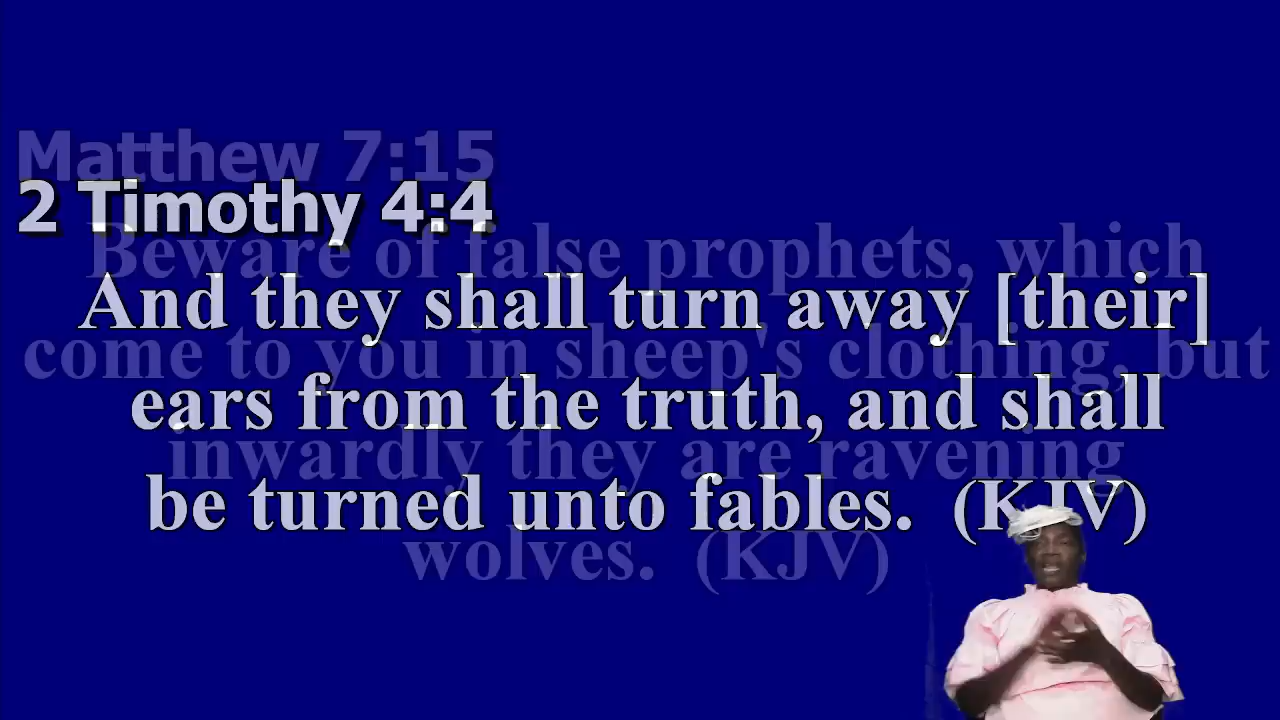 Matthew 7:15
2 Timothy 4:4
Beware of false prophets, which
And they shall turn away [their]
come to you in sheep's clothing, but
ears from the truth, and shall
inwardly they are ravening
be turned unto fables. (KJV)
wolves. (KJV)